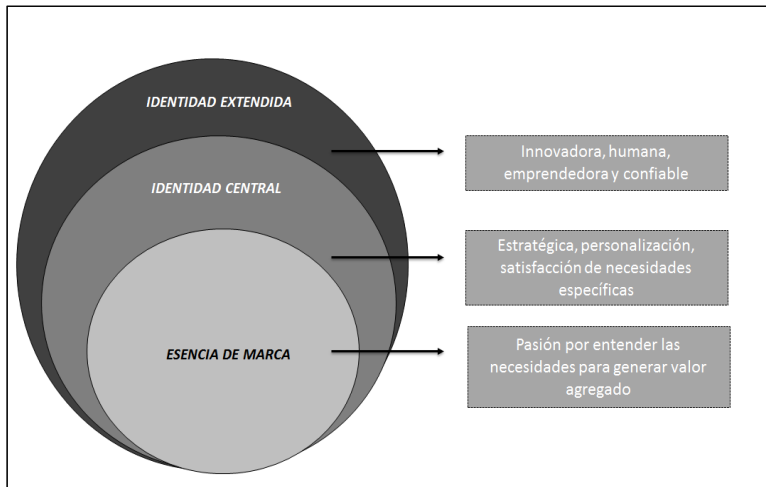 IDENTIDAD EXTENDIDA
Innovadora, humana,
emprendedora y confiable
IDENTIDAD CENTRAL
Estratégica, personalización,
satisfacción de necesidades
específicas
ESENCIA DE MARCA
Pasión por entender las
necesidades para generar valor
agregado